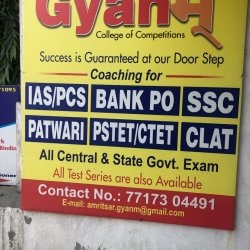 Gyanम्
College of Competitions
Success is Guaranteed at our Door Step
Coaching for
IAS/PCS BANK PO SSC
PATWARI PSTET/CTET CLAT
All Central & State Govt. Exam
All Test Series are also Available
Contact No.: 77173 04491
E-mail: amritsar.gyanm@gmail.com
71095